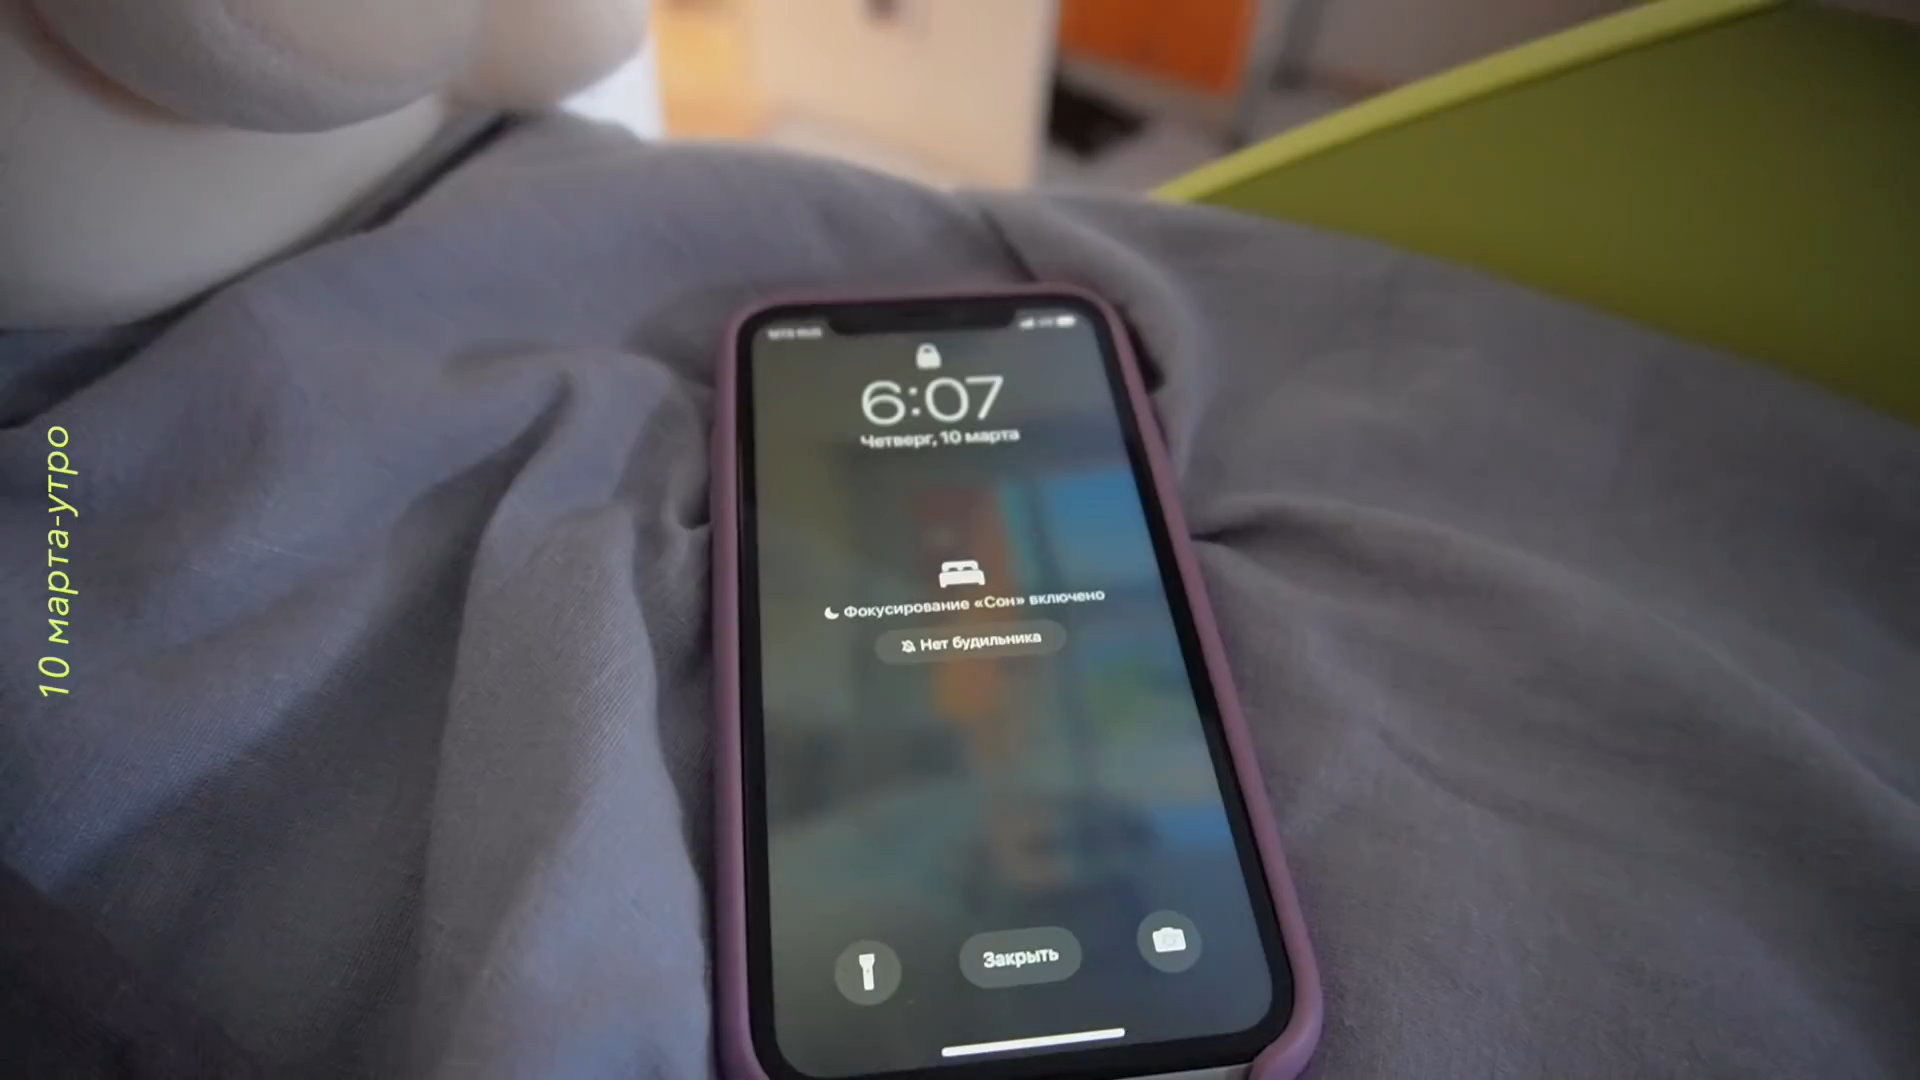 10 марта-утро
6:07
Четверг, 10 марта
Фокусирование «Сон» включено
Нет будильника
Закрыть